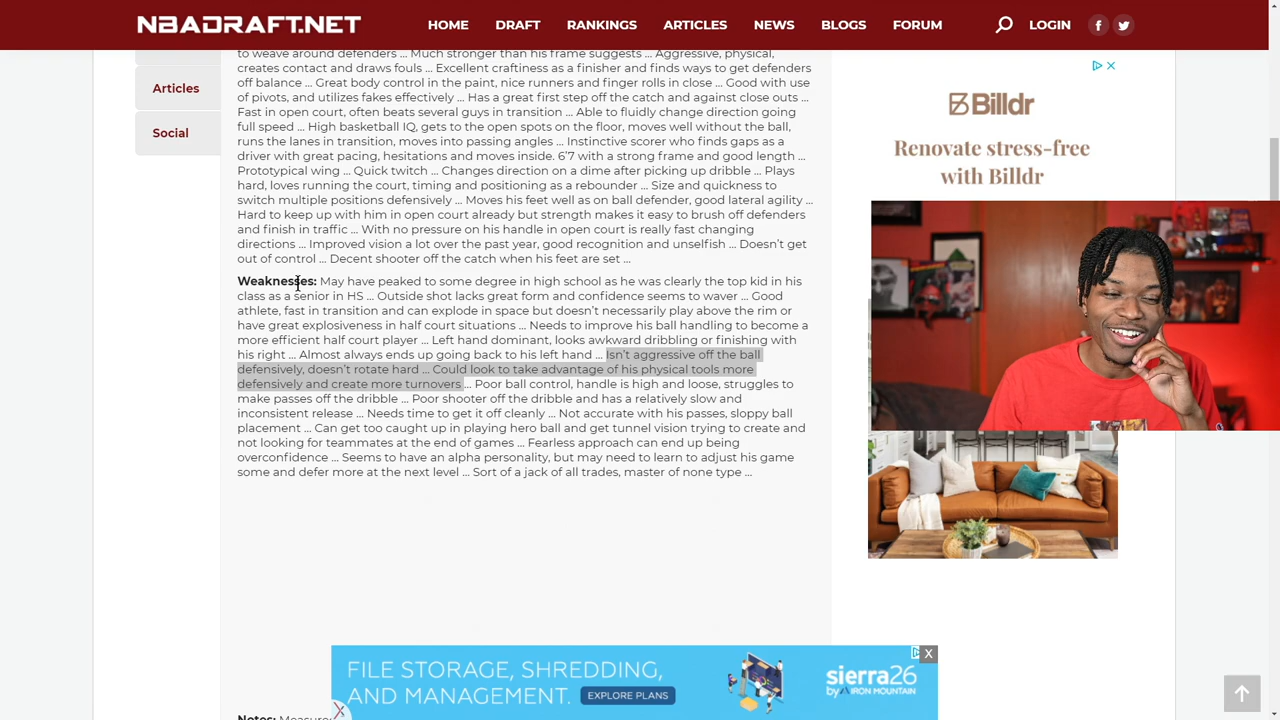 NBADRAFT.NET
HOME DRAFT RANKINGS ARTICLES NEWS BLOGS FORUM LOGIN
Articles
Social
to weave around defenders ... Much stronger than his frame suggests ... Aggressive, physical,
creates contact and draws fouls ... Excellent craftiness as a finisher and finds ways to get defenders
off balance ... Great body control in the paint, nice runners and finger rolls in close ... Good with use
of pivots, and utilizes fakes effectively ... Has a great first step off the catch and against close outs ...
Fast in open court, often beats several guys in transition ... Able to fluidly change direction going
full speed ... High basketball IQ, gets to the open spots on the floor, moves well without the ball,
runs the lanes in transition, moves into passing angles ... Instinctive scorer who finds gaps as a
driver with great pacing, hesitations and moves inside. 6'7 with a strong frame and good length ...
Prototypical wing ... Quick twitch ... Changes direction on a dime after picking up dribble ... Plays
hard, loves running the court, timing and positioning as a rebounder ... Size and quickness to
switch multiple positions defensively ... Moves his feet well as on ball defender, good lateral agility ...
Hard to keep up with him in open court already but strength makes it easy to brush off defenders
and finish in traffic ... With no pressure on his handle in open court is really fast changing
directions ... Improved vision a lot over the past year, good recognition and unselfish ... Doesn't get
out of control ... Decent shooter off the catch when his feet are set ...
Weaknesses: May have peaked to some degree in high school as he was clearly the top kid in his
class as a senior in HS ... Outside shot lacks great form and confidence seems to waver ... Good
athlete, fast in transition and can explode in space but doesn't necessarily play above the rim or
have great explosiveness in half court situations ... Needs to improve his ball handling to become a
more efficient half court player ... Left hand dominant, looks awkward dribbling or finishing with
his right ... Almost always ends up going back to his left hand ... Isn't aggressive off the ball
defensively, doesn't rotate hard ... Could look to take advantage of his physical tools more
defensively and create more turnovers ... Poor ball control, handle is high and loose, struggles to
make passes off the dribble ... Poor shooter off the dribble and has a relatively slow and
inconsistent release ... Needs time to get it off cleanly ... Not accurate with his passes, sloppy ball
placement ... Can get too caught up in playing hero ball and get tunnel vision trying to create and
not looking for teammates at the end of games ... Fearless approach can end up being
overconfidence ... Seems to have an alpha personality, but may need to learn to adjust his game
some and defer more at the next level ... Sort of a jack of all trades, master of none type ...
Billdr
Renovate stress-free
with Billdr
FILE STORAGE, SHREDDING,
AND MANAGEMENT. EXPLORE PLANS
sierra26
by IRON MOUNTAIN
X